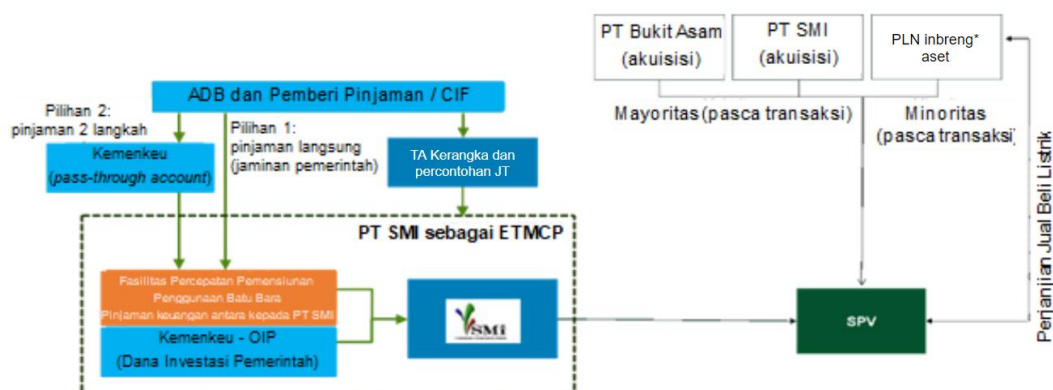 ADB dan Pemberi Pinjaman / CIF
Pilihan 2:
pinjaman 2 langkah
Kemenkeu
(pass-through account)
Pilihan 1:
pinjaman langsung
(jaminan pemerintah)
TA Kerangka dan
percontohan JT
PT SMI sebagai ETMCP
Fasilitas Percepatan Pemensiunan
Penggunaan Batu Bara
Pinjaman keuangan antara kepada PT SMI
Kemenkeu - OIP
(Dana Investasi Pemerintah)
SMI
PT Bukit Asam
(akuisisi)
PT SMI
(akuisisi)
PLN inbreng*
aset
Mayoritas (pasca transaksi)
Minoritas
(pasca transaksi)
SPV
Perjanjian Jual Beli Listrik